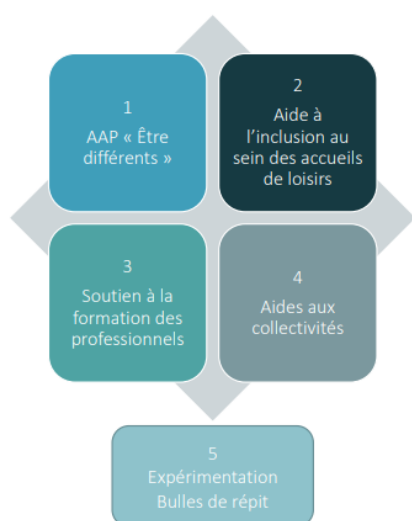 1
AAP « Être
différents »
2
Aide à
l'inclusion au
sein des accueils
de loisirs
3
Soutien à la
formation des
professionnels
4
Aides aux
collectivités
5
Expérimentation
Bulles de répit